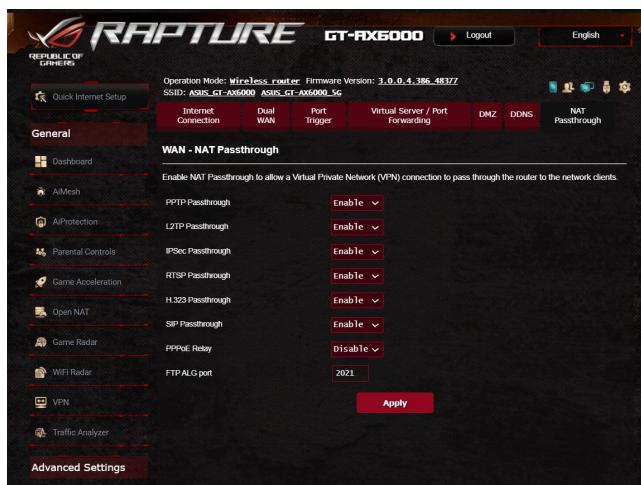 REPUBLIC OF
GAMERS
RAPTURE
GT-AX6000
Logout
English
Operation Mode: Wireless router Firmware Version: 3.0.0.4.386_48377
SSID: ASUS_GT-AX6000 ASUS_GT-AX6000_5G
Quick Internet Setup
General
Dashboard
AiMesh
AiProtection
Parental Controls
Game Acceleration
Open NAT
Game Radar
WiFi Radar
VPN
Traffic Analyzer
Advanced Settings
Internet
Connection
Dual
WAN
Port
Trigger
Virtual Server / Port
Forwarding
DMZ
DDNS
NAT
Passthrough
WAN - NAT Passthrough
Enable NAT Passthrough to allow a Virtual Private Network (VPN) connection to pass through the router to the network clients.
PPTP Passthrough Enable
L2TP Passthrough Enable
IPSec Passthrough Enable
RTSP Passthrough Enable
H.323 Passthrough Enable
SIP Passthrough Enable
PPPoE Relay Disable
FTP ALG port 2021
Apply